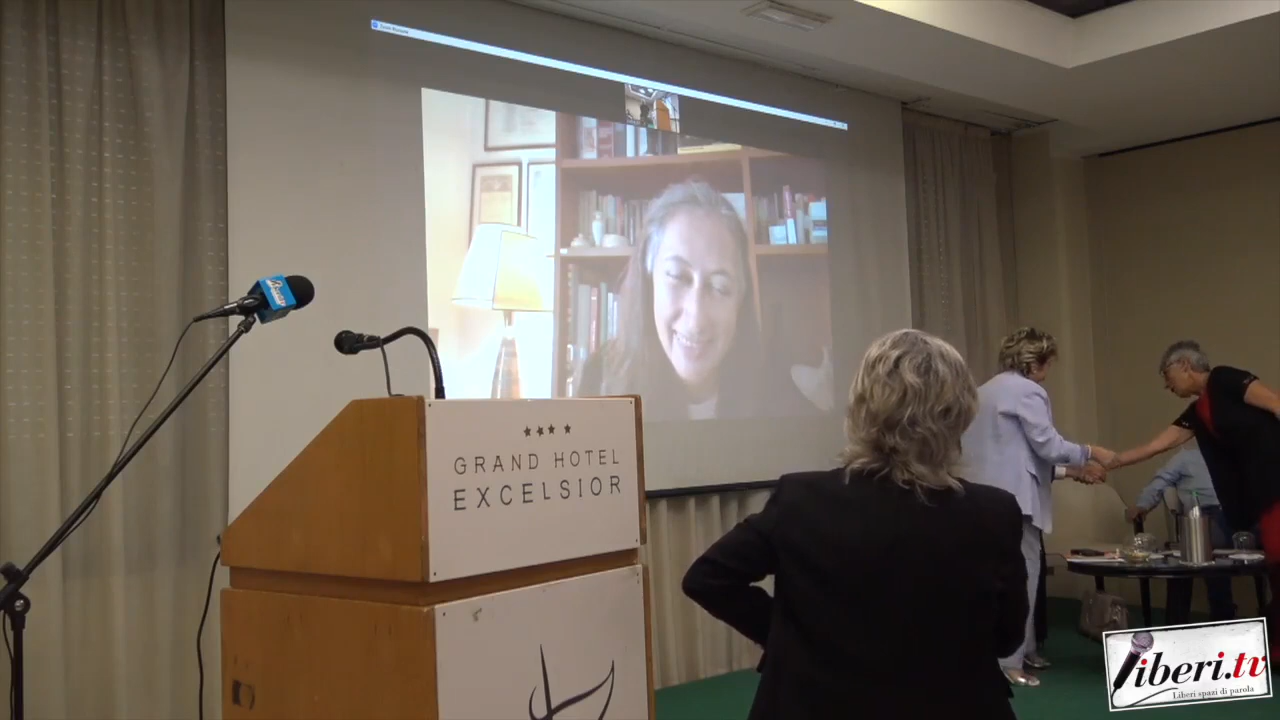 ★★★★
GRAND HOTEL
EXCELSIOR
liberi.tv
Liberi spazi di parola